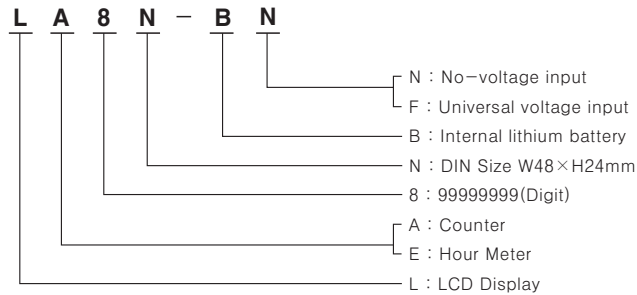 L A 8 N - B N
N : No-voltage input
F : Universal voltage input
B : Internal lithium battery
N : DIN Size W48×H24mm
8 : 99999999(Digit)
A : Counter
E : Hour Meter
L : LCD Display